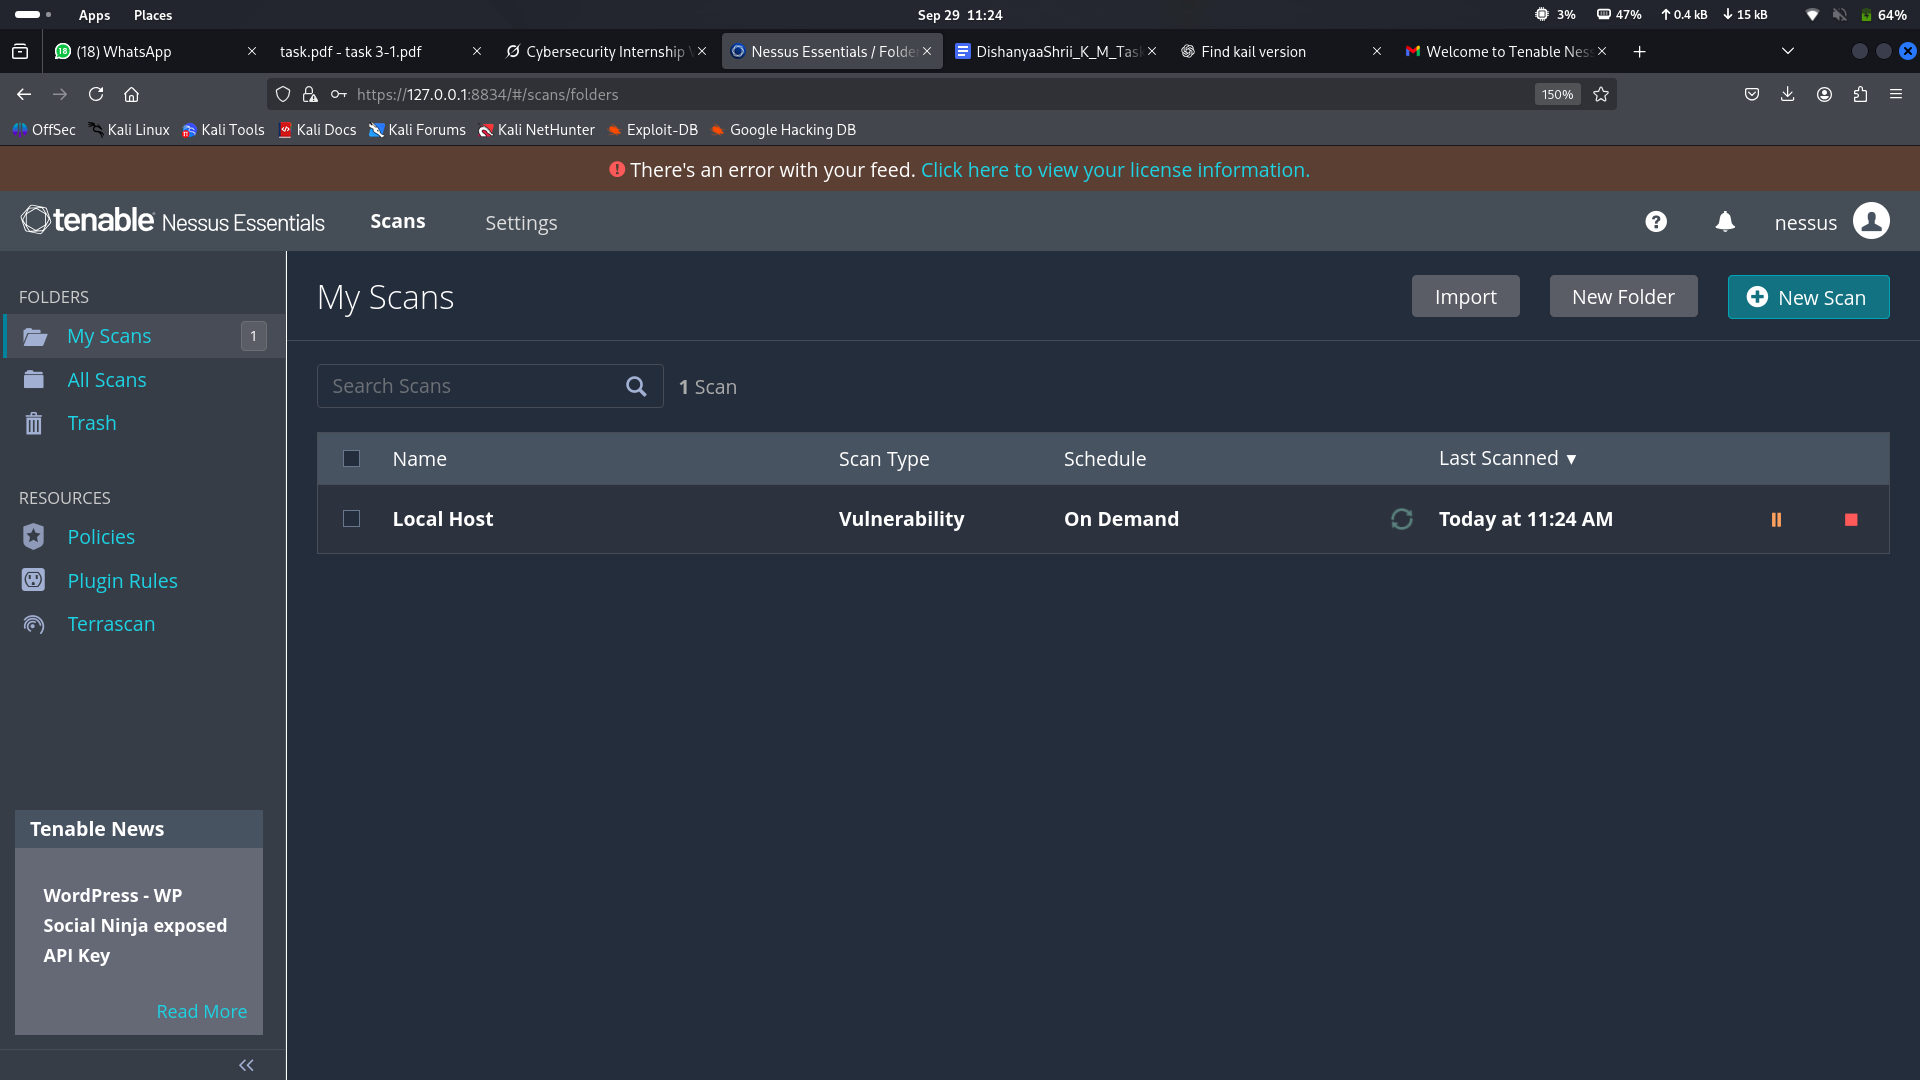 Apps Places Sep 29 11:24 3% 47% 0.4 kB 15 kB 64%
(18) WhatsApp task.pdf - task 3-1.pdf Cybersecurity Internship Nessus Essentials / Folde DishanyaaShrii_K_M_Tas Find kail version Welcome to Tenable Nes
https://127.0.0.1:8834/#/scans/folders 150%
OffSec Kali Linux Kali Tools Kali Docs Kali Forums Kali NetHunter Exploit-DB Google Hacking DB
There's an error with your feed. Click here to view your license information.
tenable Nessus Essentials Scans Settings nessus
FOLDERS
My Scans 1
All Scans
Trash
RESOURCES
Policies
Plugin Rules
Terrascan
Tenable News
WordPress - WP
Social Ninja exposed
API Key
Read More
My Scans Import New Folder New Scan
Search Scans 1 Scan
Name Scan Type Schedule Last Scanned ▼
Local Host Vulnerability On Demand Today at 11:24 AM